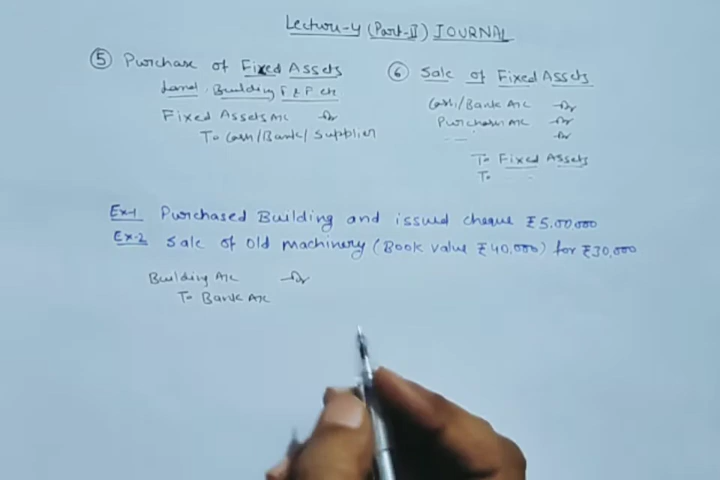 Lecture-4 (Part-II) JOURNAL
⑤ Purchase of Fixed Assets
Land, Building F&F etc
Fixed Assets A/c Dr
To Cash/Bank/Supplier
⑥ Sale of Fixed Assets
Cash/Bank A/c Dr
Purchaser A/c Dr
-- -- Dr
To Fixed Assets
To - -
Ex-1 Purchased Building and issued cheque ₹5,00,000
Ex-2 Sale of old machinery (Book value ₹40,000) for ₹30,000
Building A/c Dr
To Bank A/c